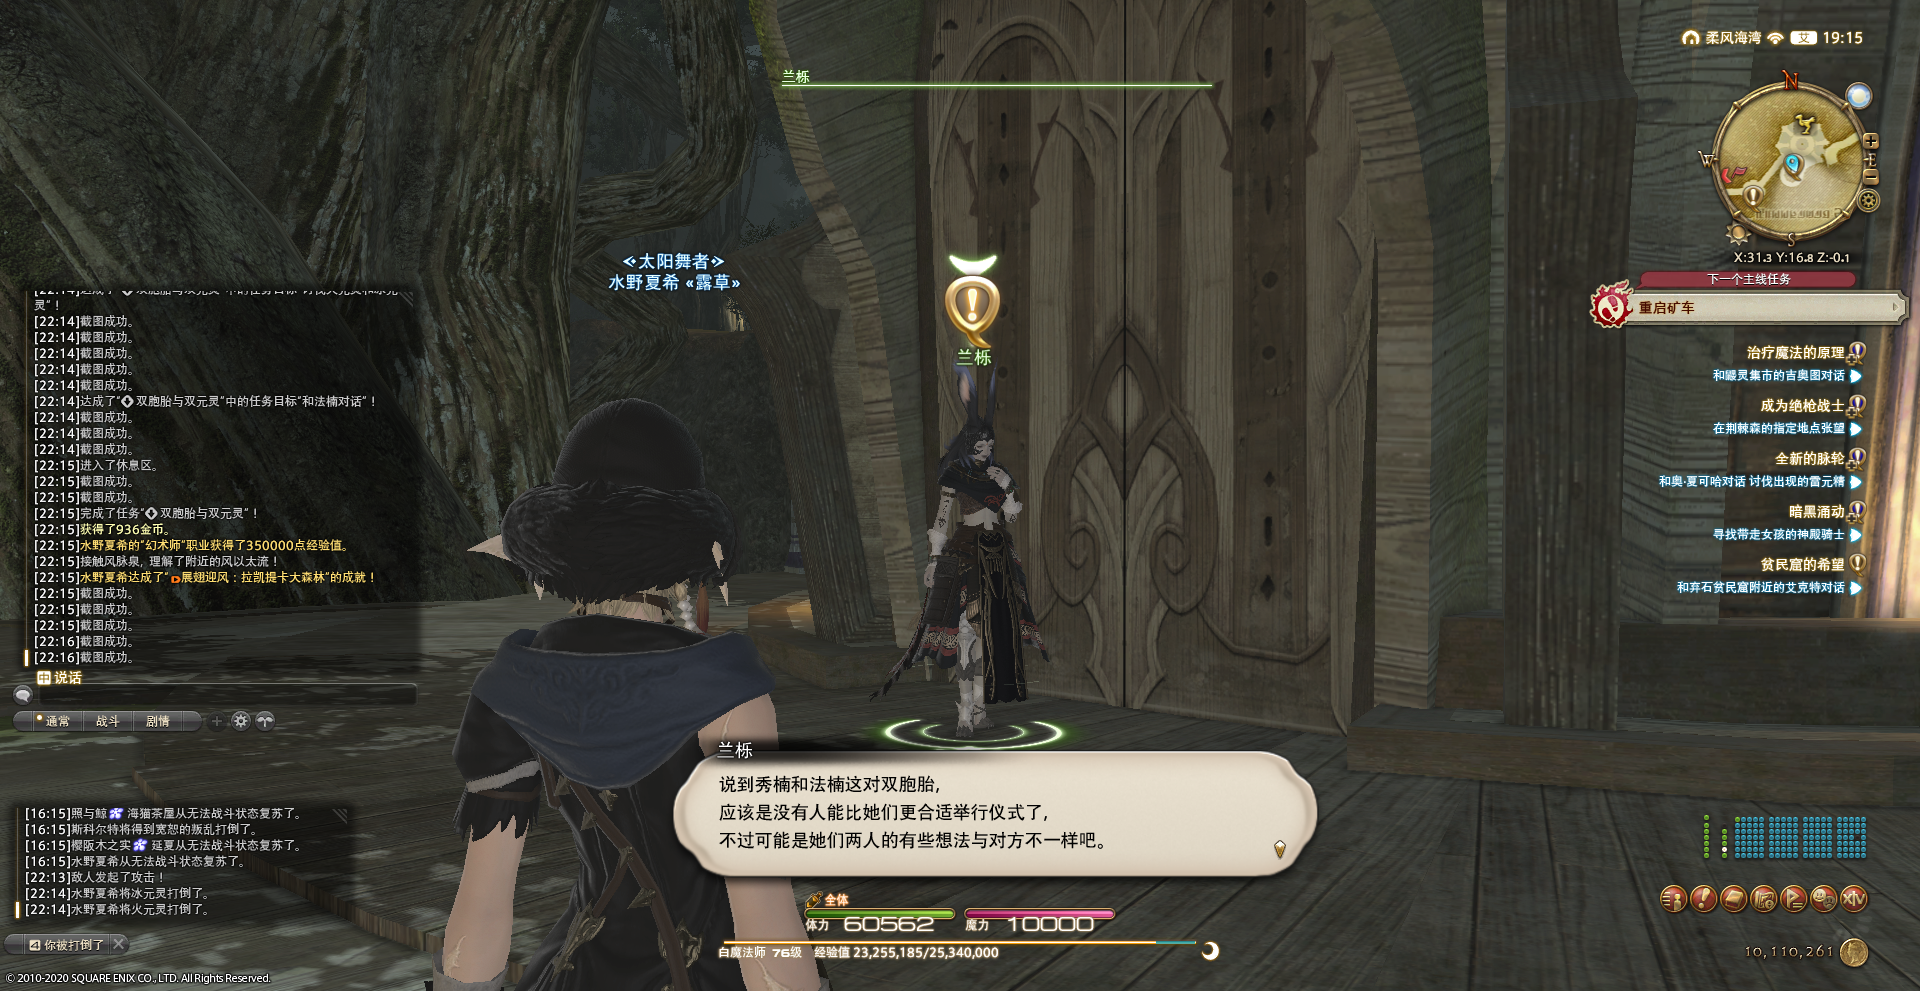 兰栎
柔风海湾 艾 19:15
N
W
E
S
X:31.3 Y:16.8 Z:-0.1
下一个主线任务
重启矿车
治疗魔法的原理
和鼹灵集市的吉奥图对话
成为绝枪战士
在荆棘森的指定地点张望
全新的脉轮
和奥·夏可哈对话 讨伐出现的雷元精
暗黑涌动
寻找带走女孩的神殿骑士
贫民窟的希望
和弃石贫民窟附近的艾克特对话
<太阳舞者>
水野夏希 «露草»
兰栎
灵"！
[22:14]截图成功。
[22:14]截图成功。
[22:14]截图成功。
[22:14]截图成功。
[22:14]截图成功。
[22:14]达成了"双胞胎与双元灵"中的任务目标"和法楠对话"！
[22:14]截图成功。
[22:14]截图成功。
[22:14]截图成功。
[22:15]进入了休息区。
[22:15]截图成功。
[22:15]截图成功。
[22:15]完成了任务"双胞胎与双元灵"！
[22:15]获得了936金币。
[22:15]水野夏希的"幻术师"职业获得了350000点经验值。
[22:15]接触风脉泉，理解了附近的风以太流！
[22:15]水野夏希达成了"展翅迎风：拉凯提卡大森林"的成就！
[22:15]截图成功。
[22:15]截图成功。
[22:15]截图成功。
[22:16]截图成功。
[22:16]截图成功。
说话
通常 战斗 剧情
[16:15]照与鲸 海猫茶屋从无法战斗状态复苏了。
[16:15]斯科尔特将得到宽恕的叛乱打倒了。
[16:15]樱阪木之实 延夏从无法战斗状态复苏了。
[16:15]水野夏希从无法战斗状态复苏了。
[22:13]敌人发起了攻击！
[22:14]水野夏希将冰元灵打倒了。
[22:14]水野夏希将火元灵打倒了。
4 你被打倒了
兰栎
说到秀楠和法楠这对双胞胎，
应该是没有人能比她们更合适举行仪式了，
不过可能是她们两人的有些想法与对方不一样吧。
全体
体力 60562 魔力 10000
白魔法师 76级 经验值 23,255,185/25,340,000
10,110,261
© 2010-2020 SQUARE ENIX CO., LTD. All Rights Reserved.